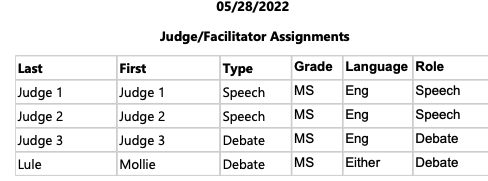 05/28/2022
Judge/Facilitator Assignments
Last First Type Grade Language Role
Judge 1 Judge 1 Speech MS Eng Speech
Judge 2 Judge 2 Speech MS Eng Speech
Judge 3 Judge 3 Debate MS Eng Debate
Lule Mollie Debate MS Either Debate